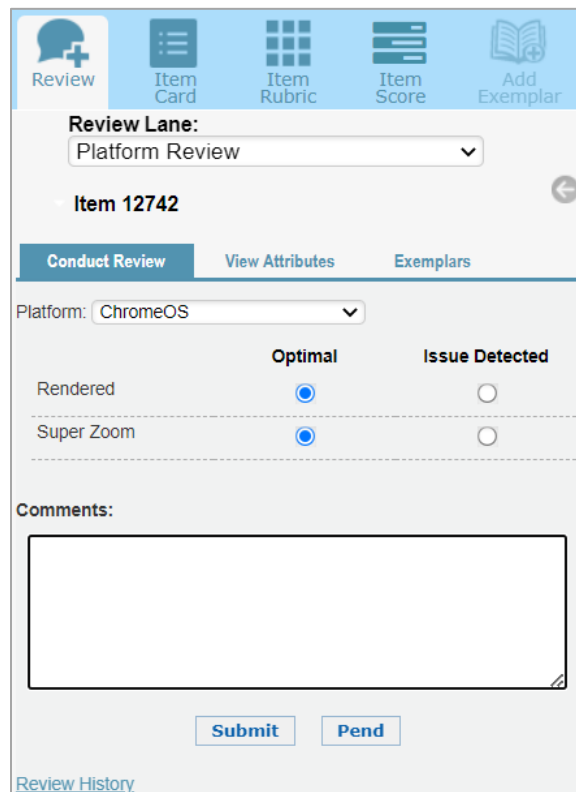 Review
Item Card
Item Rubric
Item Score
Add Exemplar
Review Lane:
Platform Review
Item 12742
Conduct Review View Attributes Exemplars
Platform: ChromeOS
Optimal Issue Detected
Rendered
Super Zoom
Comments:
Submit Pend
Review History